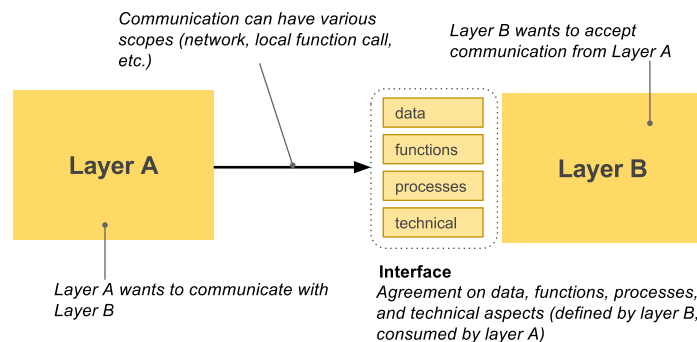 Communication can have various
scopes (network, local function call,
etc.)
Layer B wants to accept
communication from Layer A
Layer A
data
functions
processes
technical
Layer B
Layer A wants to communicate with
Layer B
Interface
Agreement on data, functions, processes,
and technical aspects (defined by layer B,
consumed by layer A)